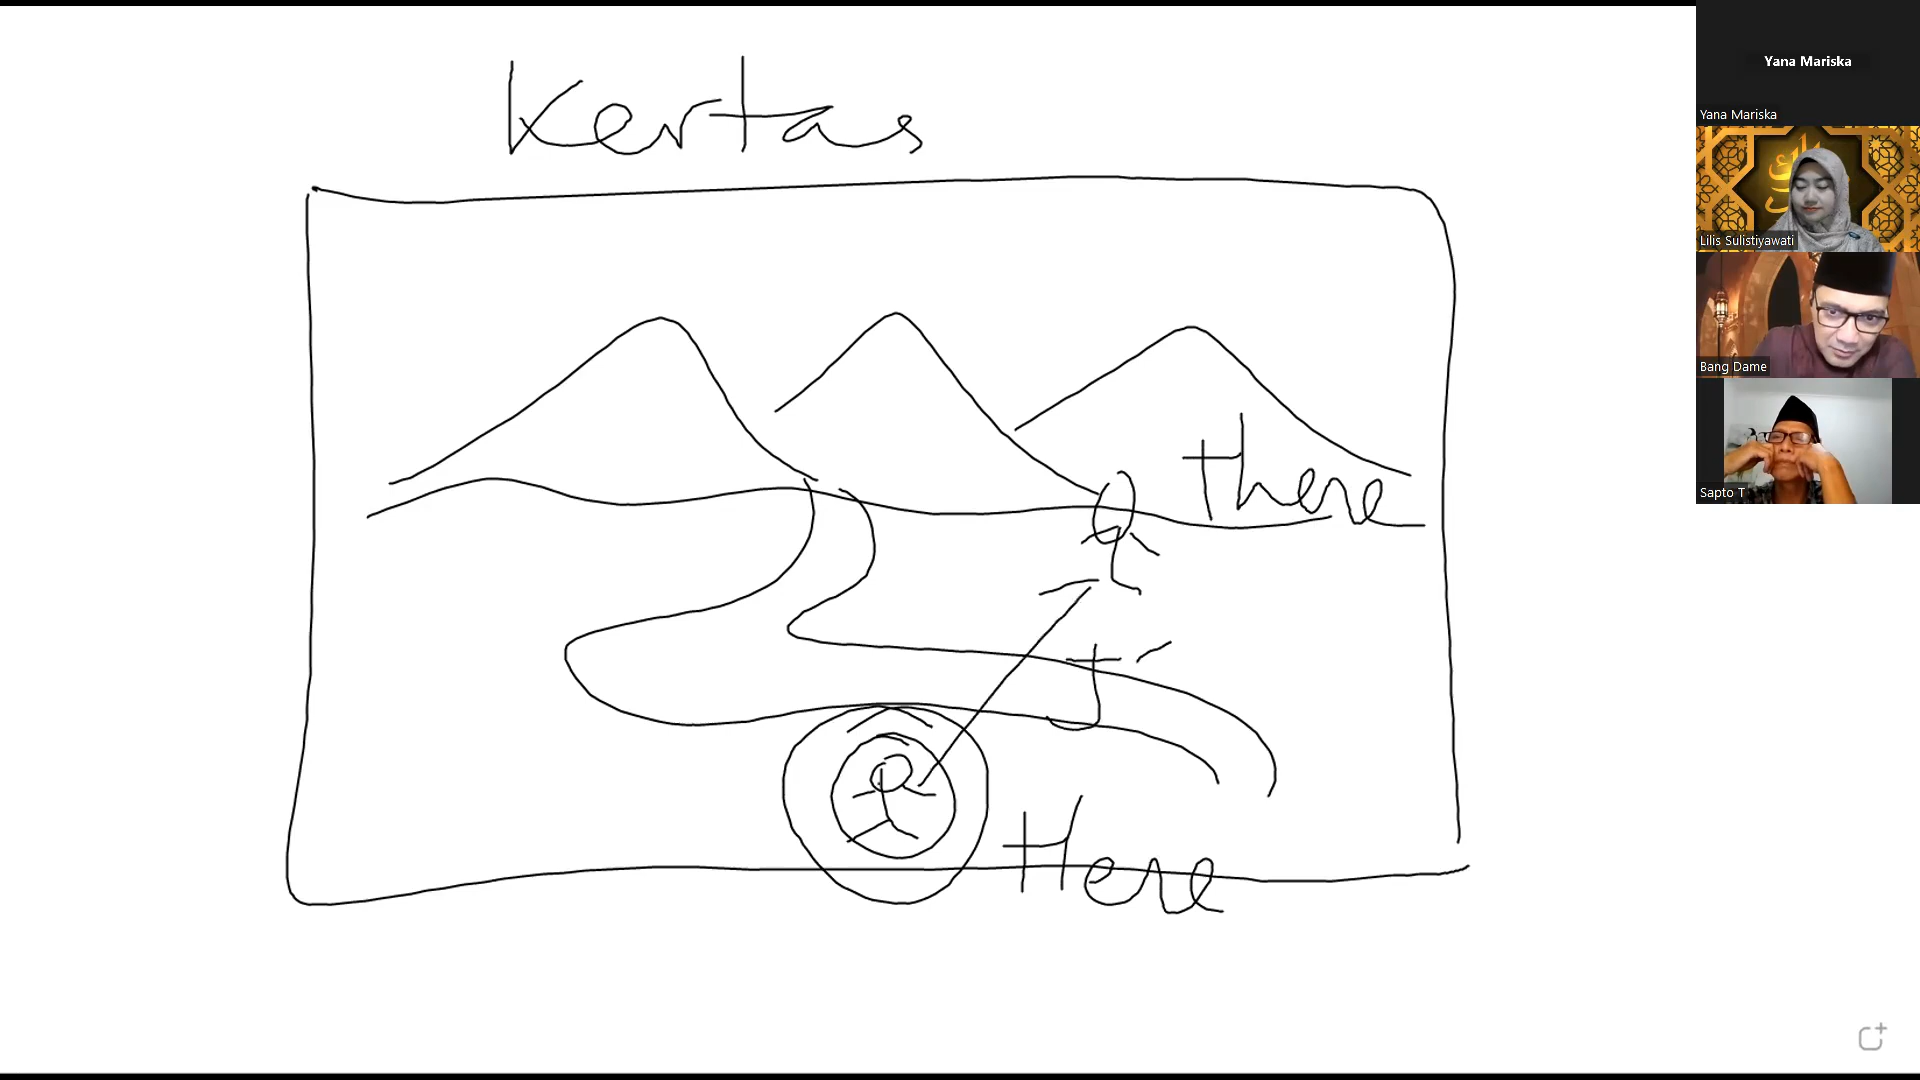 Kertas
there
Here
Yana Mariska
Yana Mariska
Lilis Sulistiyawati
Bang Dame
Sapto T